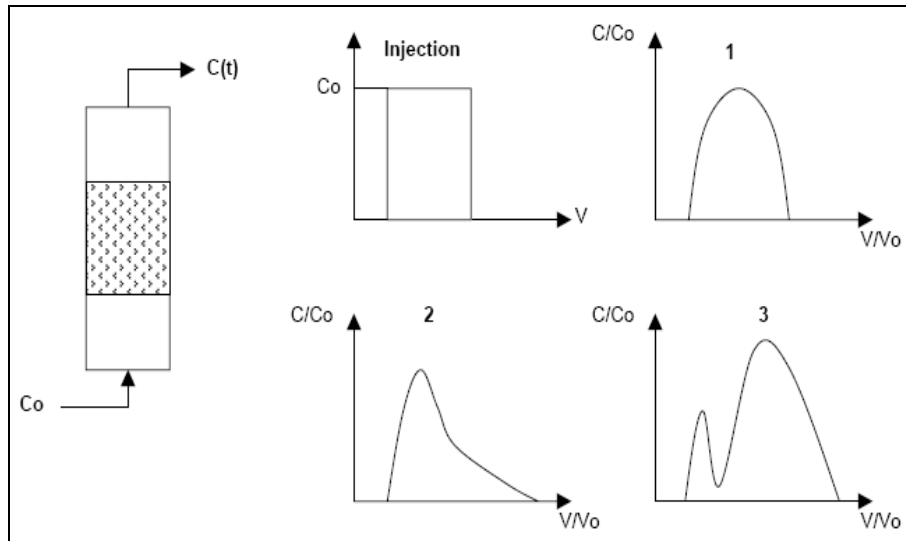 C(t)
Co
Injection
Co
V
C/Co
1
V/Vo
C/Co
2
V/Vo
C/Co
3
V/Vo